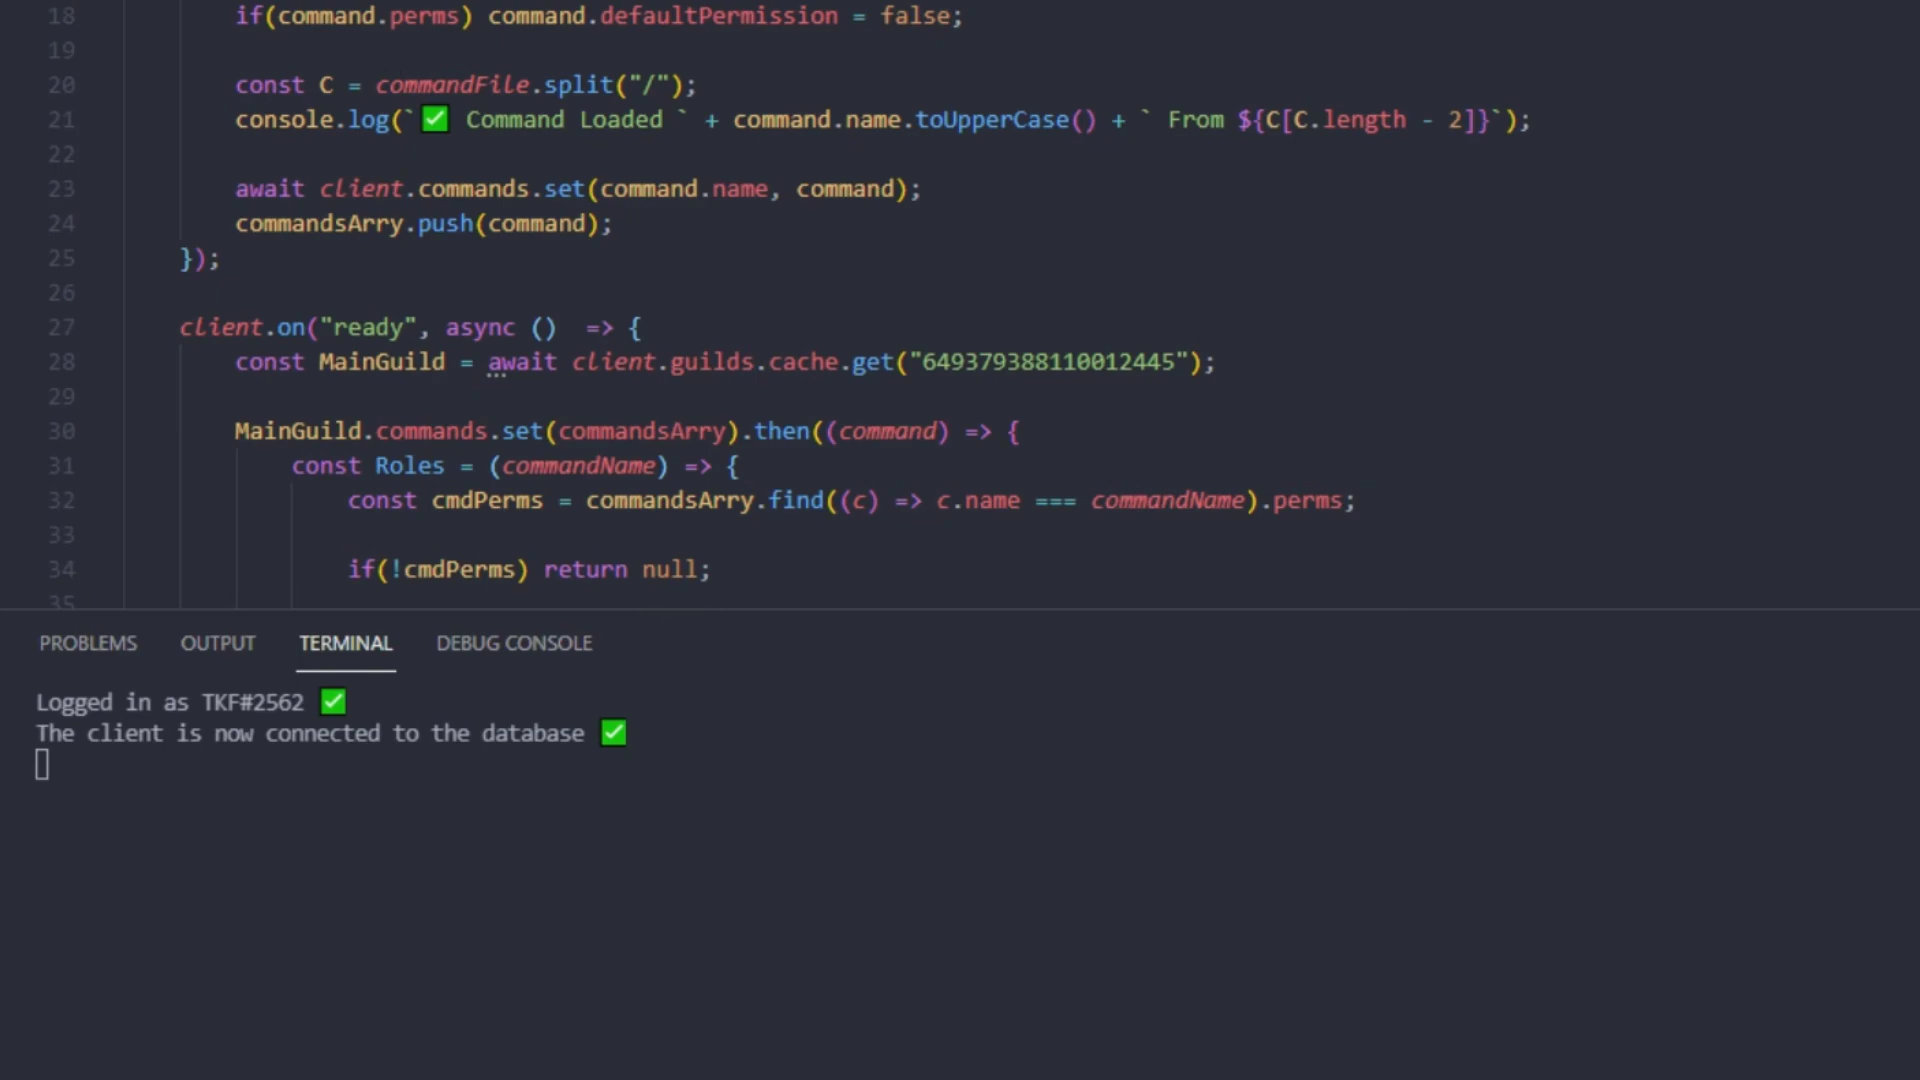 18 if(command.perms) command.defaultPermission = false;
19
20 const C = commandFile.split("/");
21 console.log(`✅ Command Loaded ` + command.name.toUpperCase() + ` From ${C[C.length - 2]}`);
22
23 await client.commands.set(command.name, command);
24 commandsArry.push(command);
25 });
26
27 client.on("ready", async () => {
28 const MainGuild = await client.guilds.cache.get("649379388110012445");
29
30 MainGuild.commands.set(commandsArry).then((command) => {
31 const Roles = (commandName) => {
32 const cmdPerms = commandsArry.find((c) => c.name === commandName).perms;
33
34 if(!cmdPerms) return null;
35
PROBLEMS OUTPUT TERMINAL DEBUG CONSOLE
Logged in as TKF#2562 ✅
The client is now connected to the database ✅